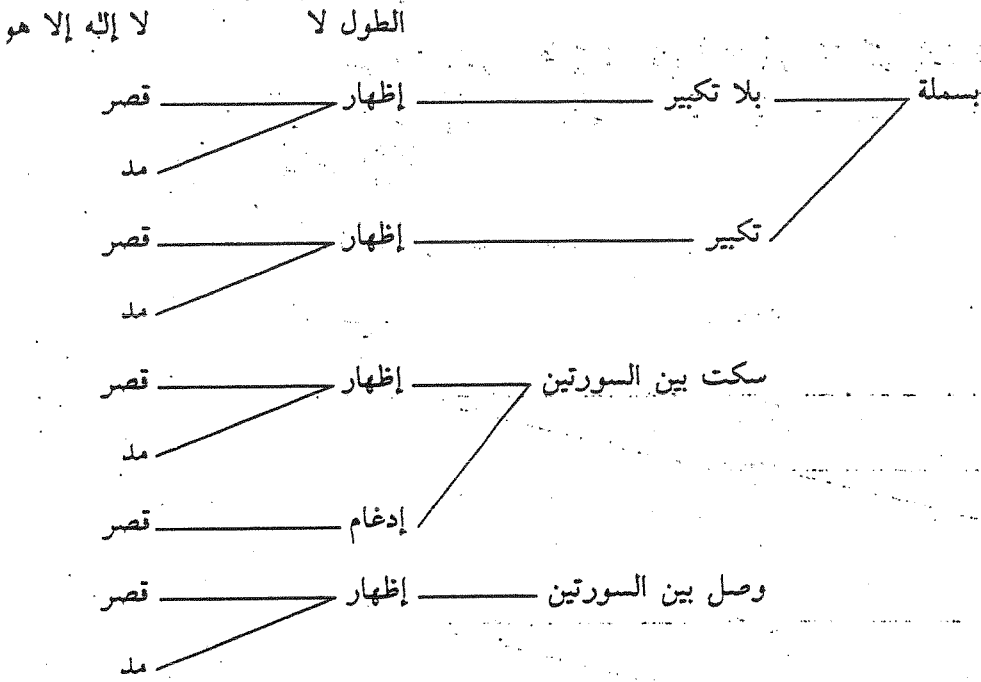 الطول لا لا إله إلا هو
بسملة بلا تكبير إظهار قصر
مد
تكبير إظهار قصر
مد
سكت بين السورتين إظهار قصر
مد
إدغام قصر
وصل بين السورتين إظهار قصر
مد